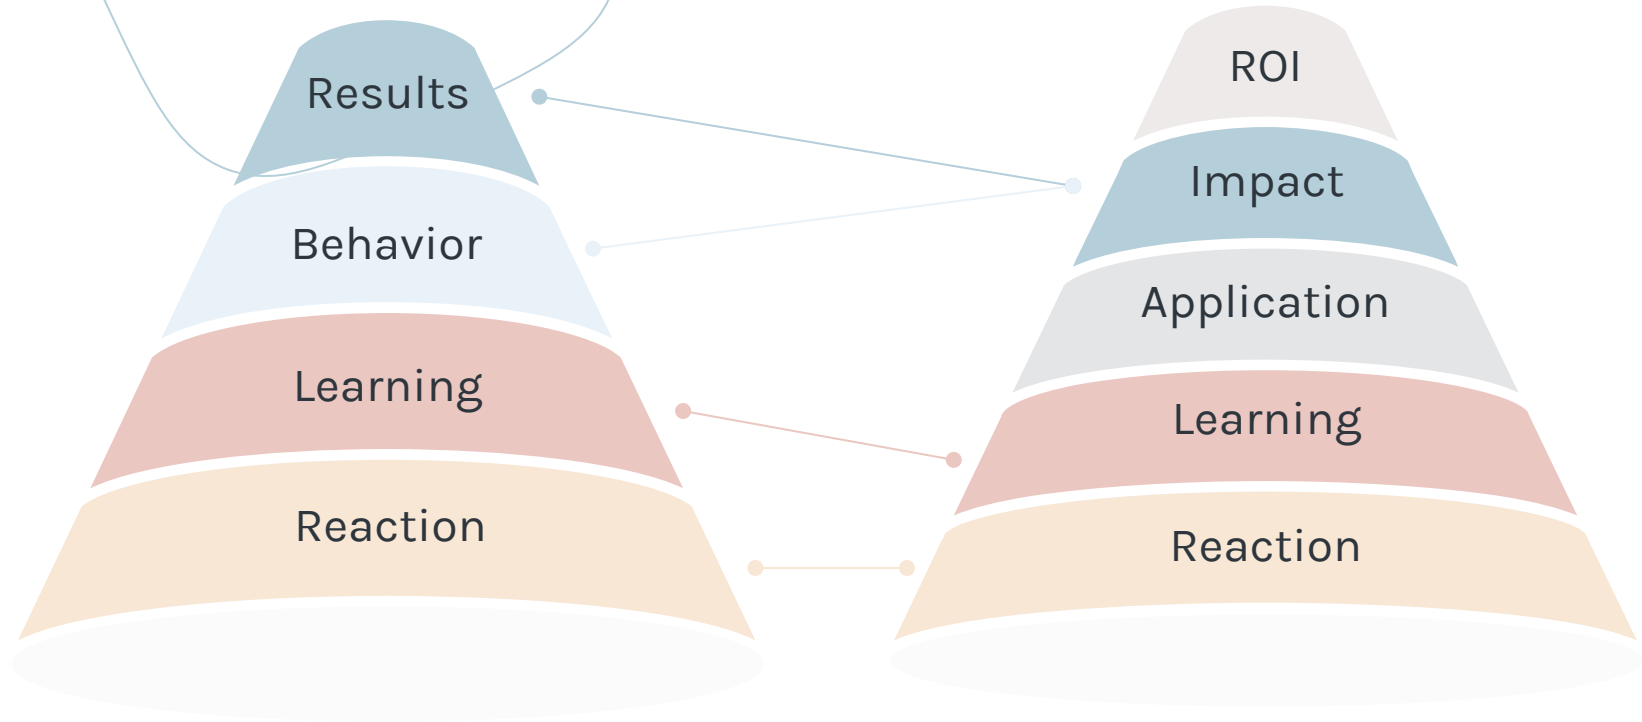 Results
Behavior
Learning
Reaction
ROI
Impact
Application
Learning
Reaction